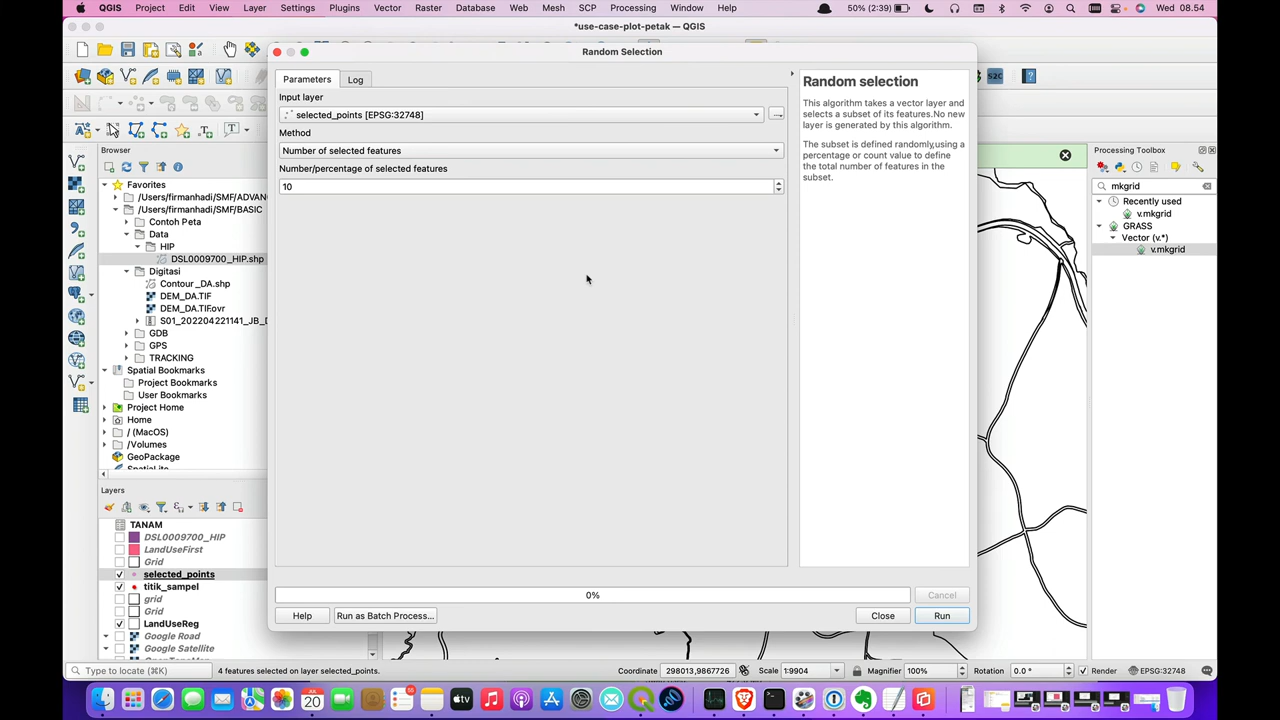 QGIS Project Edit View Layer Settings Plugins Vector Raster Database Web Mesh SCP Processing Window Help 50% (2:39) Wed 08.54
*use-case-plot-petak — QGIS
Random Selection
Parameters Log
Input layer
selected_points [EPSG:32748]
Method
Number of selected features
Number/percentage of selected features
10
Random selection
This algorithm takes a vector layer and
selects a subset of its features.No new
layer is generated by this algorithm.
The subset is defined randomly,using a
percentage or count value to define
the total number of features in the
subset.
0%
Cancel
Help Run as Batch Process... Close Run
Browser
Favorites
/Users/firmanhadi/SMF/ADVAN
/Users/firmanhadi/SMF/BASIC
Contoh Peta
Data
HIP
DSL0009700_HIP.shp
Digitasi
Contour_DA.shp
DEM_DA.TIF
DEM_DA.TIF.ovr
S01_202204221141_JB_D
GDB
GPS
TRACKING
Spatial Bookmarks
Project Bookmarks
User Bookmarks
Project Home
Home
/ (MacOS)
/Volumes
GeoPackage
SpatiaLite
Layers
TANAM
DSL0009700_HIP
LandUseFirst
Grid
selected_points
titik_sampel
grid
Grid
LandUseReg
Google Road
Google Satellite
Processing Toolbox
mkgrid
Recently used
v.mkgrid
GRASS
Vector (v.*)
v.mkgrid
Type to locate (⌘K) 4 features selected on layer selected_points. Coordinate 298013,9867726 Scale 1:9904 Magnifier 100% Rotation 0.0 ° Render EPSG:32748